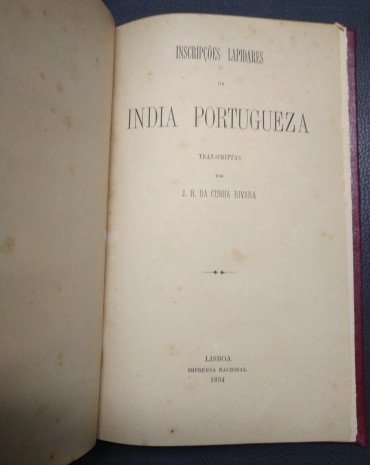 INSCRIPÇÕES LAPIDARES
DA
INDIA PORTUGUEZA
TRANSCRIPTAS
POR
J. H. DA CUNHA RIVARA
LISBOA
IMPRENSA NACIONAL
1894